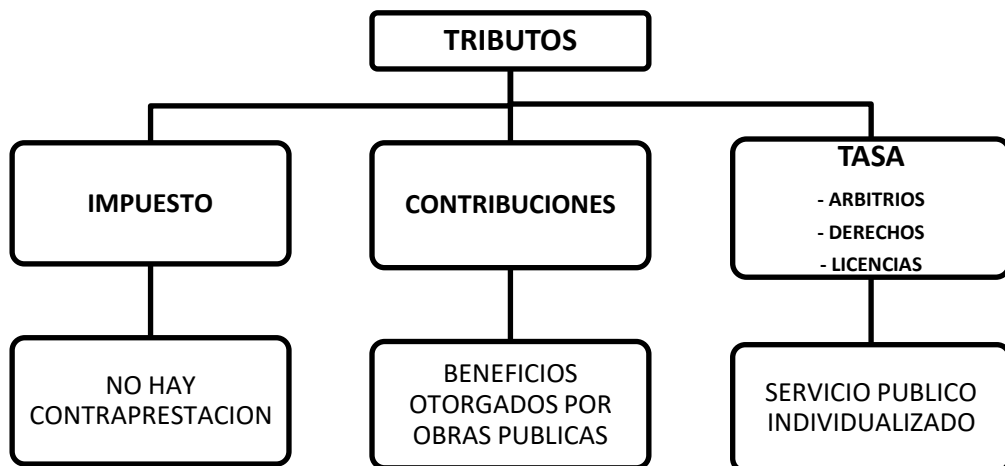 TRIBUTOS
IMPUESTO
CONTRIBUCIONES
TASA
- ARBITRIOS
- DERECHOS
- LICENCIAS
NO HAY
CONTRAPRESTACION
BENEFICIOS
OTORGADOS POR
OBRAS PUBLICAS
SERVICIO PUBLICO
INDIVIDUALIZADO